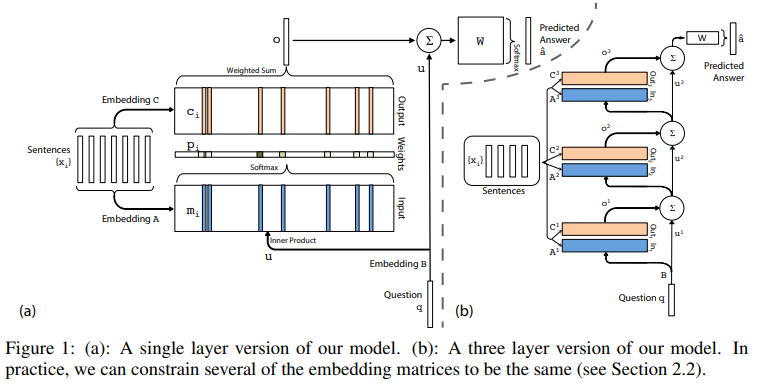 o
Σ
W
Softmax
Predicted
Answer
â
u
Weighted Sum
Embedding C
c_i
Output
Sentences
{x_i}
p_i
Weights
Softmax
m_i
Input
Embedding A
Inner Product
u
Embedding B
Question
q
(a)
W
â
Predicted
Answer
o³
Σ
C³
A³
Out₃ In₃
u³
o²
Σ
{x_i}
Sentences
C²
A²
Out₂ In₂
u²
o¹
Σ
C¹
A¹
Out₁ In₁
u¹
B
Question q
(b)
Figure 1: (a): A single layer version of our model. (b): A three layer version of our model. In
practice, we can constrain several of the embedding matrices to be the same (see Section 2.2).